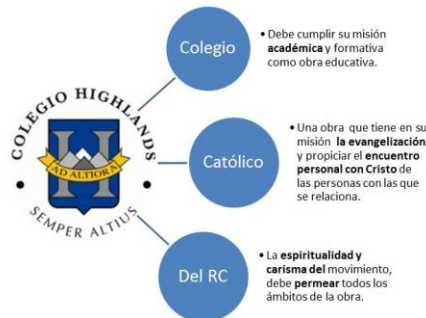 COLEGIO HIGHLANDS
AD ALTIORA
SEMPER ALTIUS
Colegio
• Debe cumplir su misión
académica y formativa
como obra educativa.
Católico
• Una obra que tiene en su
misión la evangelización
y propiciar el encuentro
personal con Cristo de
las personas con las que
se relaciona.
Del RC
• La espiritualidad y
carisma del movimiento,
debe permear todos los
ámbitos de la obra.